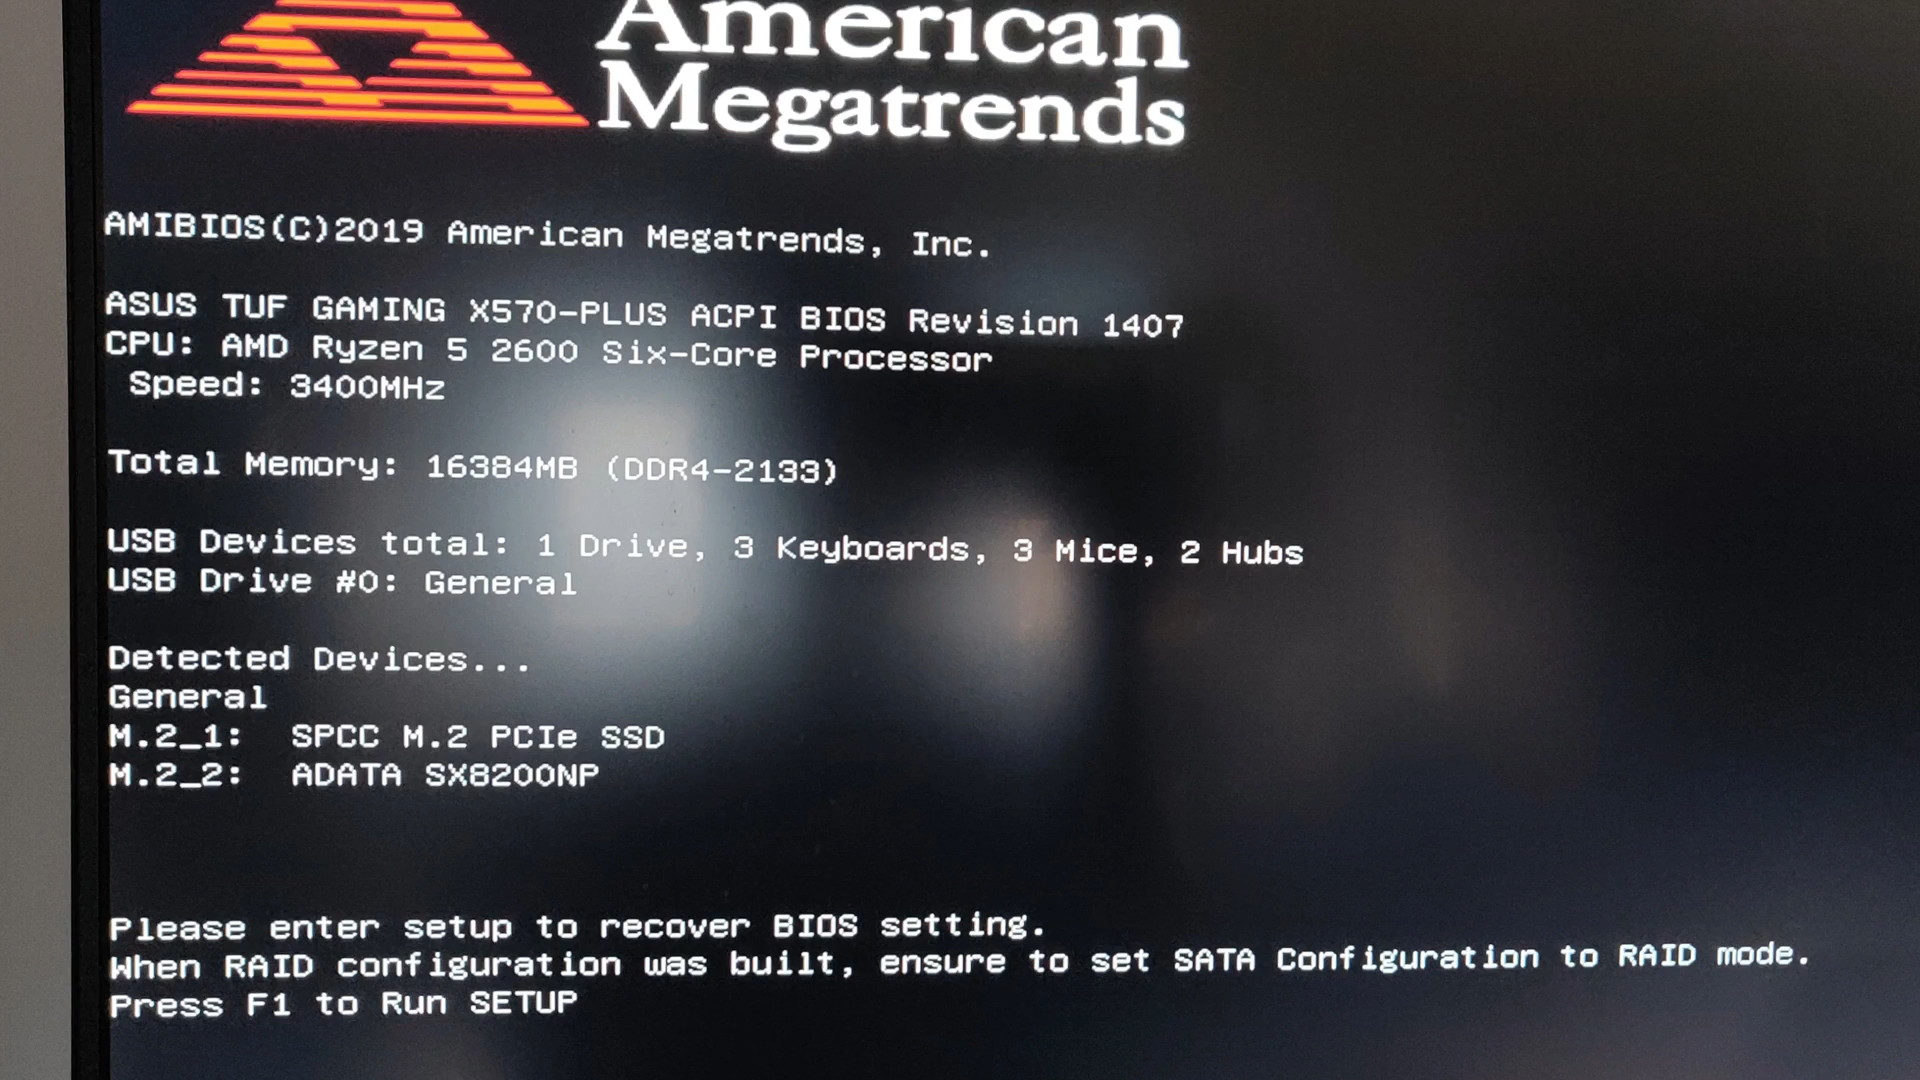 American
Megatrends
AMIBIOS(C)2019 American Megatrends, Inc.
ASUS TUF GAMING X570-PLUS ACPI BIOS Revision 1407
CPU: AMD Ryzen 5 2600 Six-Core Processor
Speed: 3400MHz
Total Memory: 16384MB (DDR4-2133)
USB Devices total: 1 Drive, 3 Keyboards, 3 Mice, 2 Hubs
USB Drive #0: General
Detected Devices...
General
M.2_1: SPCC M.2 PCIe SSD
M.2_2: ADATA SX8200NP
Please enter setup to recover BIOS setting.
When RAID configuration was built, ensure to set SATA Configuration to RAID mode.
Press F1 to Run SETUP